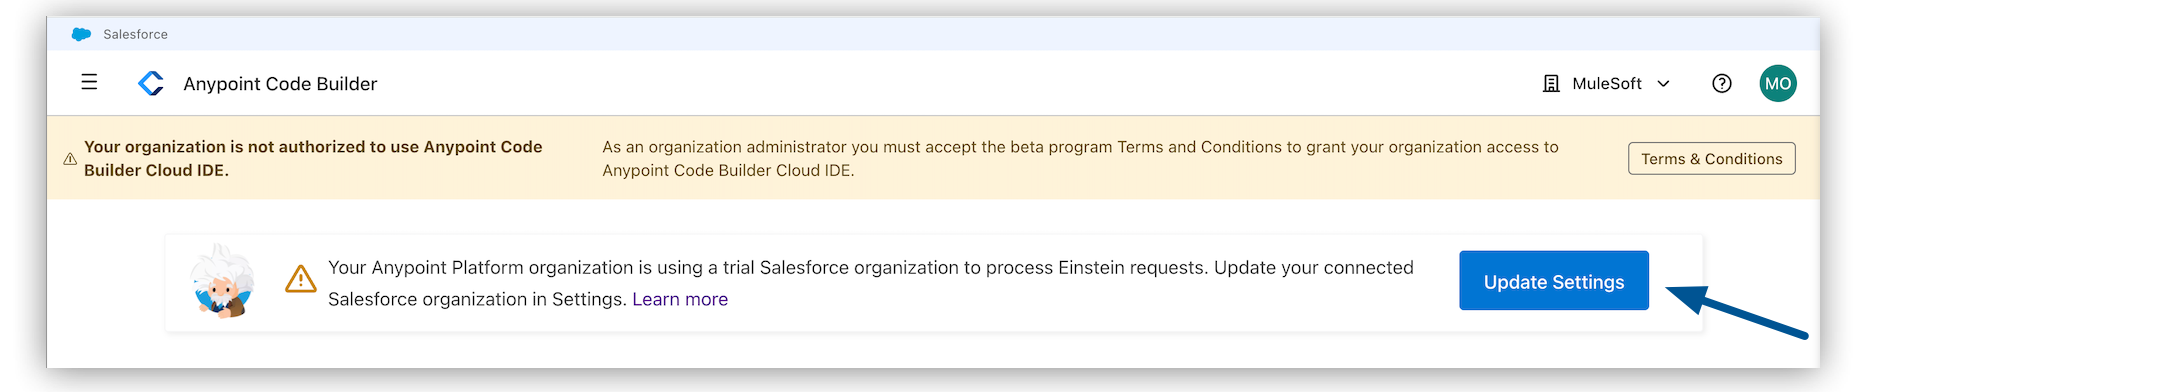 Salesforce
Anypoint Code Builder
MuleSoft
MO
Your organization is not authorized to use Anypoint Code
Builder Cloud IDE.
As an organization administrator you must accept the beta program Terms and Conditions to grant your organization access to
Anypoint Code Builder Cloud IDE.
Terms & Conditions
Your Anypoint Platform organization is using a trial Salesforce organization to process Einstein requests. Update your connected
Salesforce organization in Settings. Learn more
Update Settings